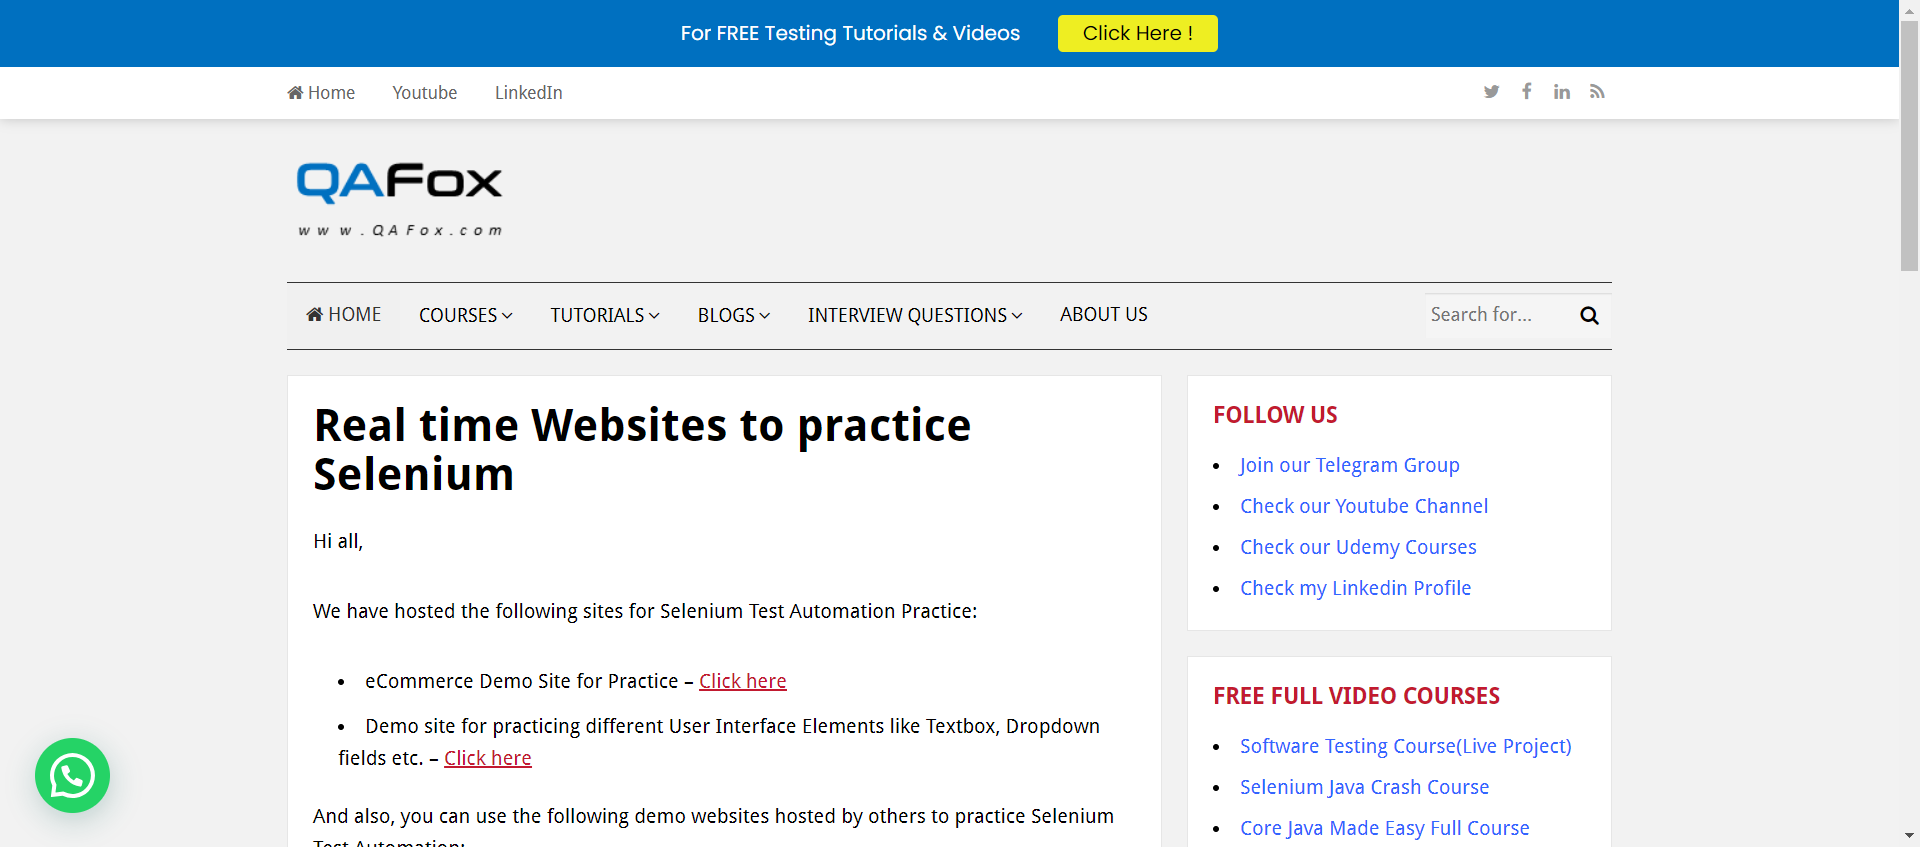 For FREE Testing Tutorials & Videos
Click Here !
Home
Youtube
LinkedIn
QAFox
www.QAFox.com
HOME
COURSES
TUTORIALS
BLOGS
INTERVIEW QUESTIONS
ABOUT US
Search for...
Real time Websites to practice
Selenium
Hi all,
We have hosted the following sites for Selenium Test Automation Practice:
eCommerce Demo Site for Practice – Click here
Demo site for practicing different User Interface Elements like Textbox, Dropdown
fields etc. – Click here
And also, you can use the following demo websites hosted by others to practice Selenium
Test Automation:
FOLLOW US
Join our Telegram Group
Check our Youtube Channel
Check our Udemy Courses
Check my Linkedin Profile
FREE FULL VIDEO COURSES
Software Testing Course(Live Project)
Selenium Java Crash Course
Core Java Made Easy Full Course